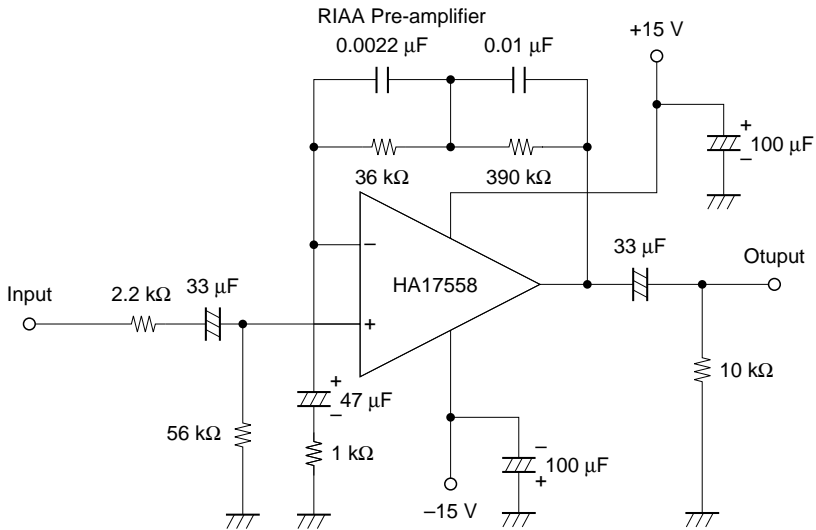 RIAA Pre-amplifier
0.0022 μF
0.01 μF
+15 V
+
100 μF
–
36 kΩ
390 kΩ
–
33 μF
HA17558
Otuput
Input
2.2 kΩ
33 μF
+
10 kΩ
+
47 μF
–
56 kΩ
1 kΩ
–
100 μF
+
–15 V